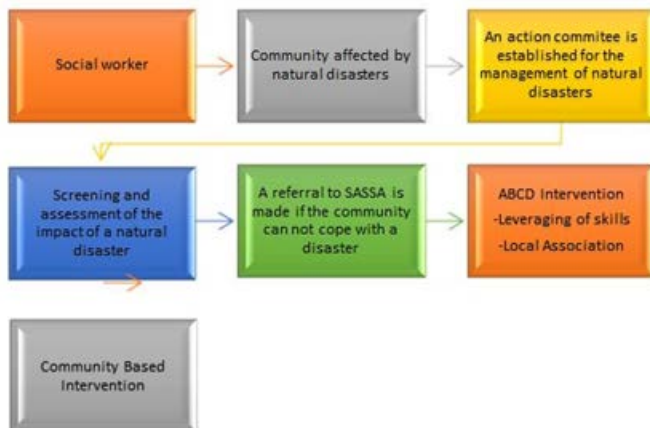 Social worker
Community affected by
natural disasters
An action commitee is
established for the
management of natural
disasters
Screening and
assessment of the
impact of a natural
disaster
A referral to SASSA is
made if the community
can not cope with a
disaster
ABCD Intervention
-Leveraging of skills
-Local Association
Community Based
Intervention